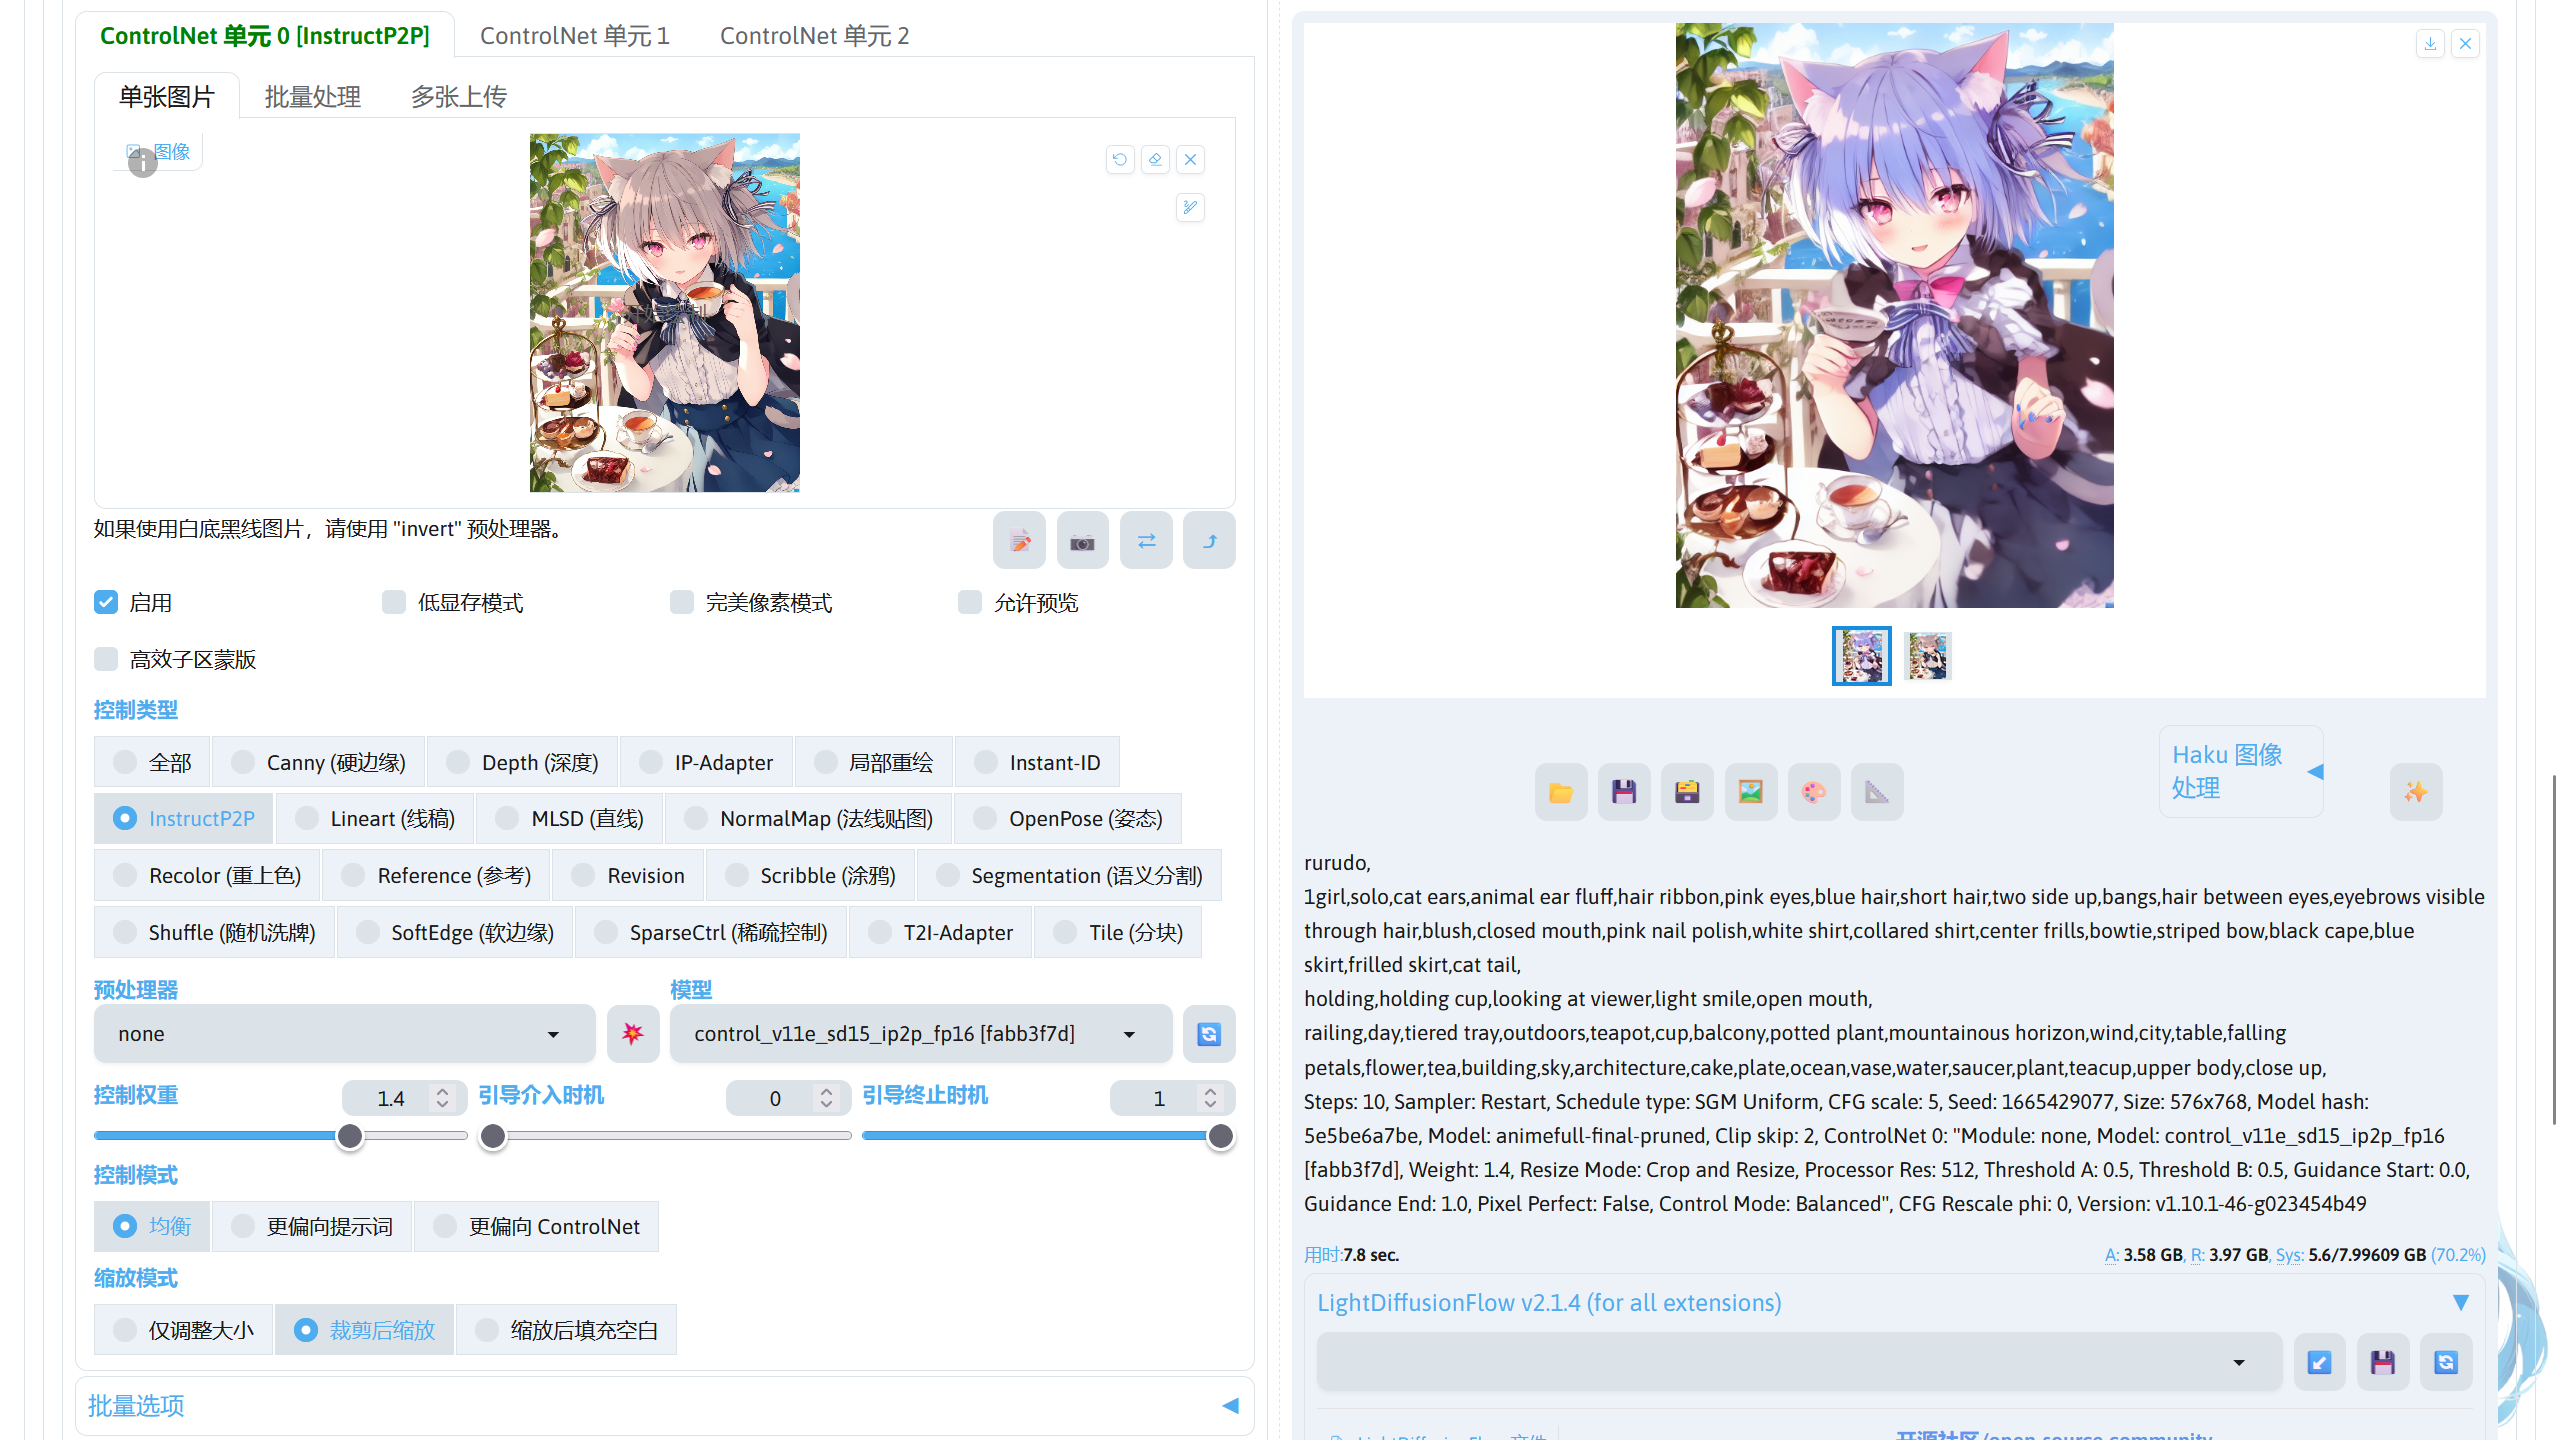 ControlNet 单元 0 [InstructP2P]
ControlNet 单元 1
ControlNet 单元 2
单张图片
批量处理
多张上传
图像
如果使用白底黑线图片，请使用 "invert" 预处理器。
启用
低显存模式
完美像素模式
允许预览
高效子区蒙版
控制类型
全部
Canny (硬边缘)
Depth (深度)
IP-Adapter
局部重绘
Instant-ID
InstructP2P
Lineart (线稿)
MLSD (直线)
NormalMap (法线贴图)
OpenPose (姿态)
Recolor (重上色)
Reference (参考)
Revision
Scribble (涂鸦)
Segmentation (语义分割)
Shuffle (随机洗牌)
SoftEdge (软边缘)
SparseCtrl (稀疏控制)
T2I-Adapter
Tile (分块)
预处理器
模型
none
control_v11e_sd15_ip2p_fp16 [fabb3f7d]
控制权重
1.4
引导介入时机
0
引导终止时机
1
控制模式
均衡
更偏向提示词
更偏向 ControlNet
缩放模式
仅调整大小
裁剪后缩放
缩放后填充空白
批量选项
Haku 图像
处理
rurudo,
1girl,solo,cat ears,animal ear fluff,hair ribbon,pink eyes,blue hair,short hair,two side up,bangs,hair between eyes,eyebrows visible
through hair,blush,closed mouth,pink nail polish,white shirt,collared shirt,center frills,bowtie,striped bow,black cape,blue
skirt,frilled skirt,cat tail,
holding,holding cup,looking at viewer,light smile,open mouth,
railing,day,tiered tray,outdoors,teapot,cup,balcony,potted plant,mountainous horizon,wind,city,table,falling
petals,flower,tea,building,sky,architecture,cake,plate,ocean,vase,water,saucer,plant,teacup,upper body,close up,
Steps: 10, Sampler: Restart, Schedule type: SGM Uniform, CFG scale: 5, Seed: 1665429077, Size: 576x768, Model hash:
5e5be6a7be, Model: animefull-final-pruned, Clip skip: 2, ControlNet 0: "Module: none, Model: control_v11e_sd15_ip2p_fp16
[fabb3f7d], Weight: 1.4, Resize Mode: Crop and Resize, Processor Res: 512, Threshold A: 0.5, Threshold B: 0.5, Guidance Start: 0.0,
Guidance End: 1.0, Pixel Perfect: False, Control Mode: Balanced", CFG Rescale phi: 0, Version: v1.10.1-46-g023454b49
用时:7.8 sec.
A: 3.58 GB, R: 3.97 GB, Sys: 5.6/7.99609 GB (70.2%)
LightDiffusionFlow v2.1.4 (for all extensions)
开源社区/open source community